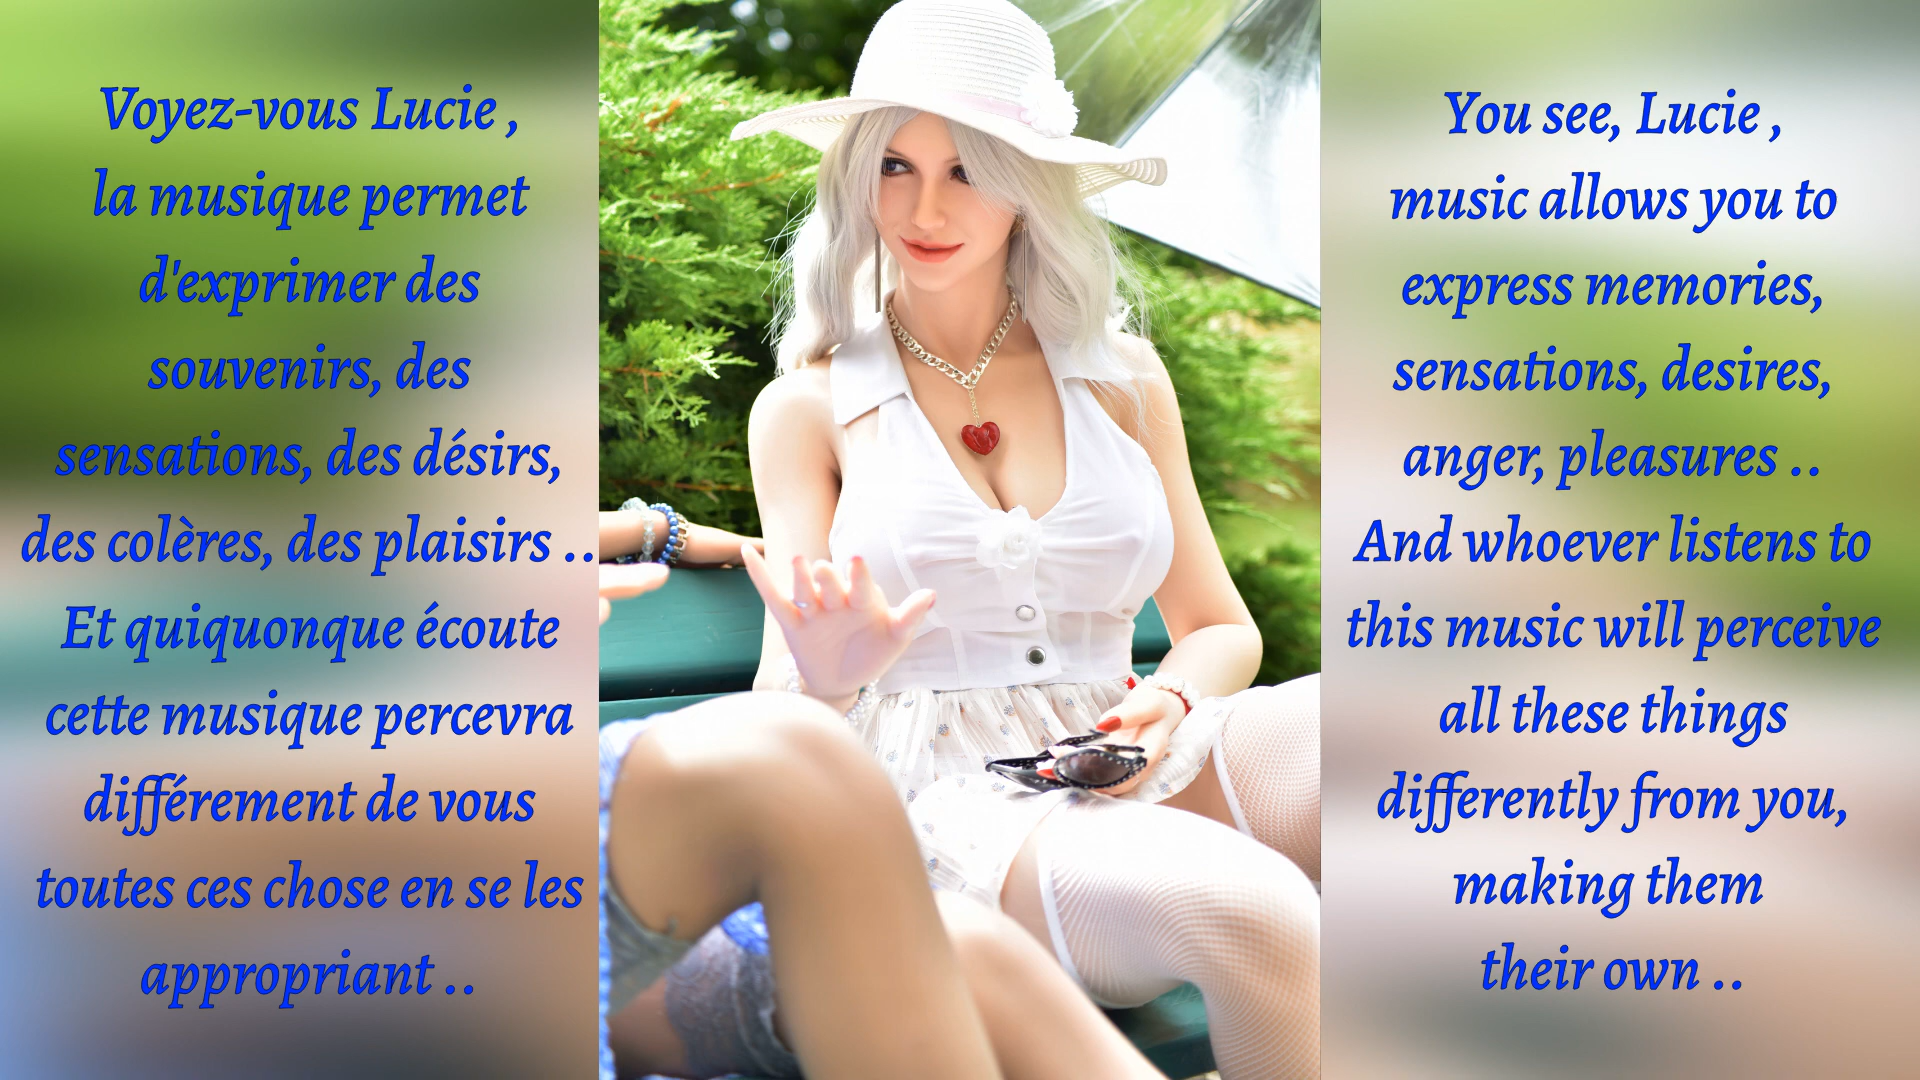 Voyez-vous Lucie ,
la musique permet
d'exprimer des
souvenirs, des
sensations, des désirs,
des colères, des plaisirs ..
Et quiquonque écoute
cette musique percevra
différement de vous
toutes ces chose en se les
appropriant ..
You see, Lucie ,
music allows you to
express memories,
sensations, desires,
anger, pleasures ..
And whoever listens to
this music will perceive
all these things
differently from you,
making them
their own ..